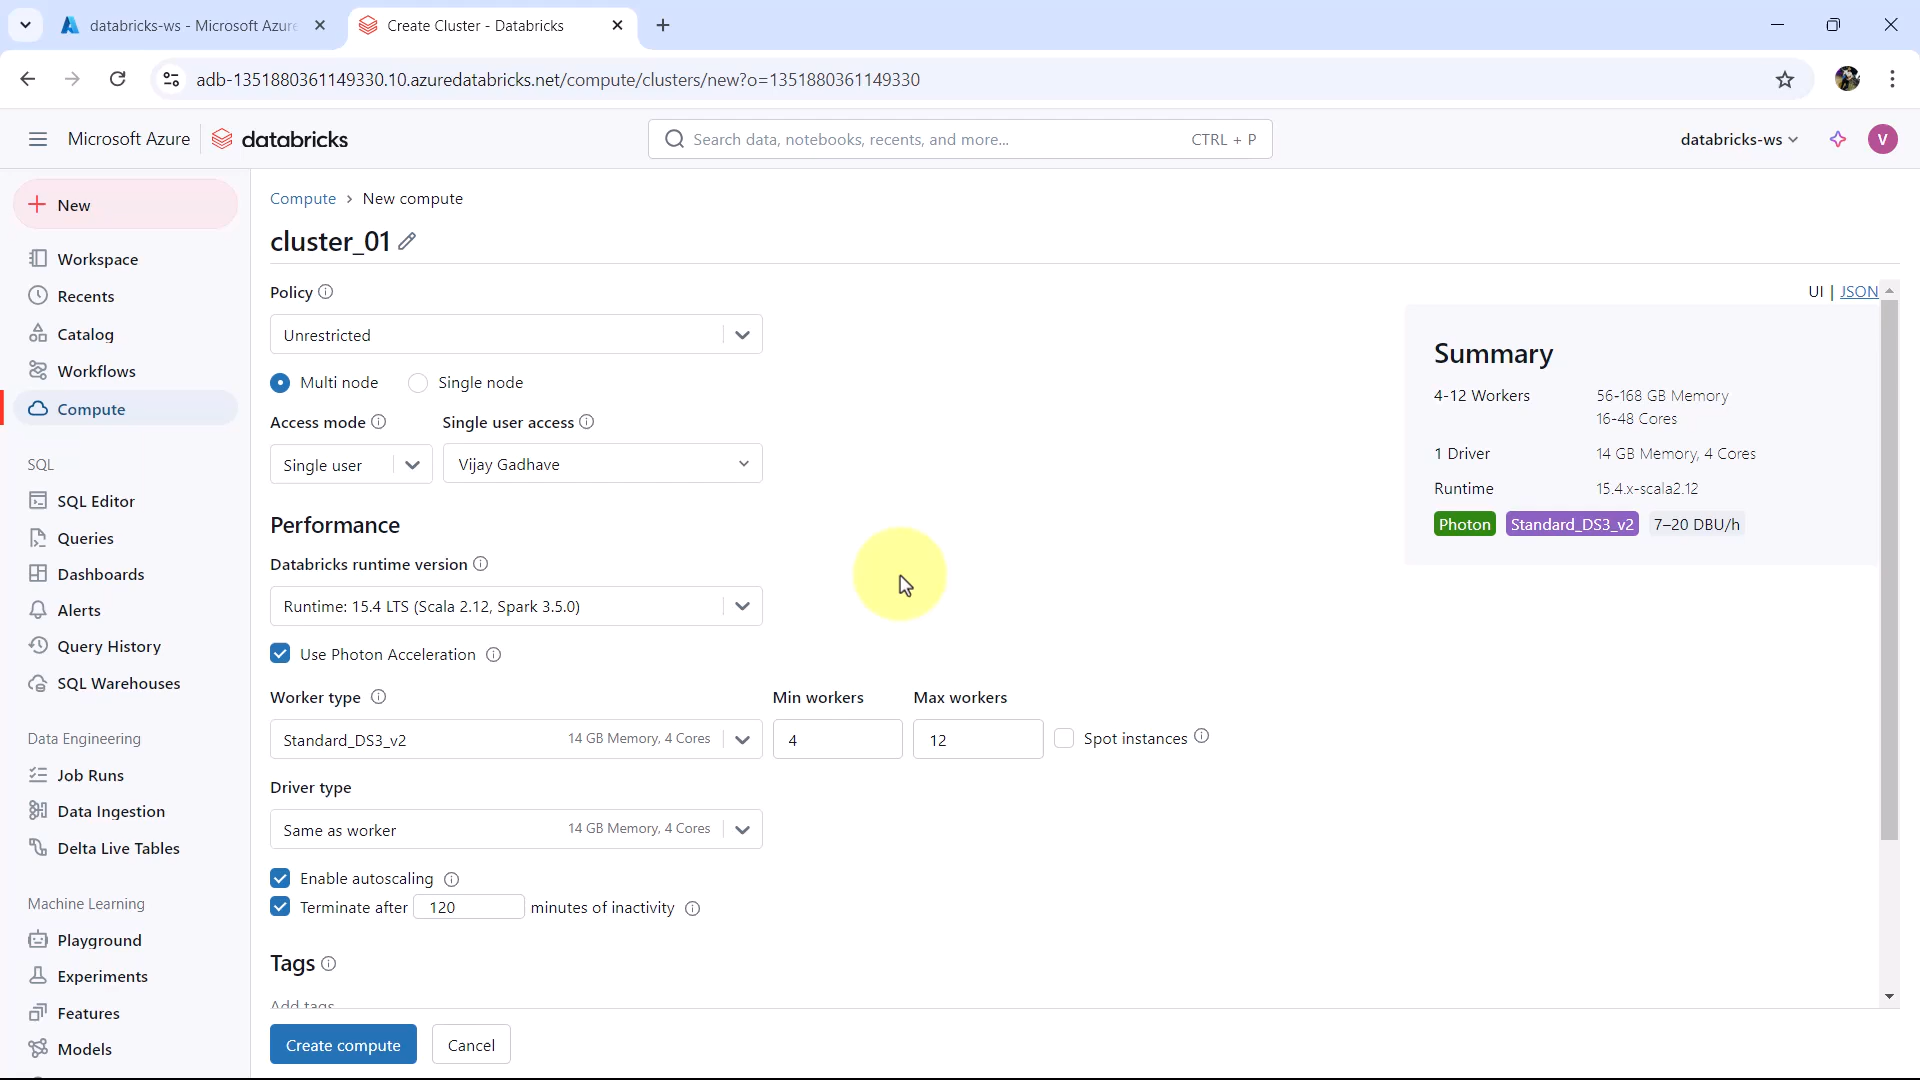 databricks-ws - Microsoft Azure
Create Cluster - Databricks
adb-1351880361149330.10.azuredatabricks.net/compute/clusters/new?o=1351880361149330
Microsoft Azure
databricks
Search data, notebooks, recents, and more...
CTRL + P
databricks-ws
V
New
Workspace
Recents
Catalog
Workflows
Compute
SQL
SQL Editor
Queries
Dashboards
Alerts
Query History
SQL Warehouses
Data Engineering
Job Runs
Data Ingestion
Delta Live Tables
Machine Learning
Playground
Experiments
Features
Models
Compute › New compute
cluster_01
UI | JSON
Policy
Unrestricted
Multi node
Single node
Access mode
Single user access
Single user
Vijay Gadhave
Performance
Databricks runtime version
Runtime: 15.4 LTS (Scala 2.12, Spark 3.5.0)
Use Photon Acceleration
Worker type
Min workers
Max workers
Standard_DS3_v2
14 GB Memory, 4 Cores
4
12
Spot instances
Driver type
Same as worker
14 GB Memory, 4 Cores
Enable autoscaling
Terminate after 120 minutes of inactivity
Tags
Add tags
Create compute
Cancel
Summary
4-12 Workers
56-168 GB Memory
16-48 Cores
1 Driver
14 GB Memory, 4 Cores
Runtime
15.4.x-scala2.12
Photon
Standard_DS3_v2
7–20 DBU/h